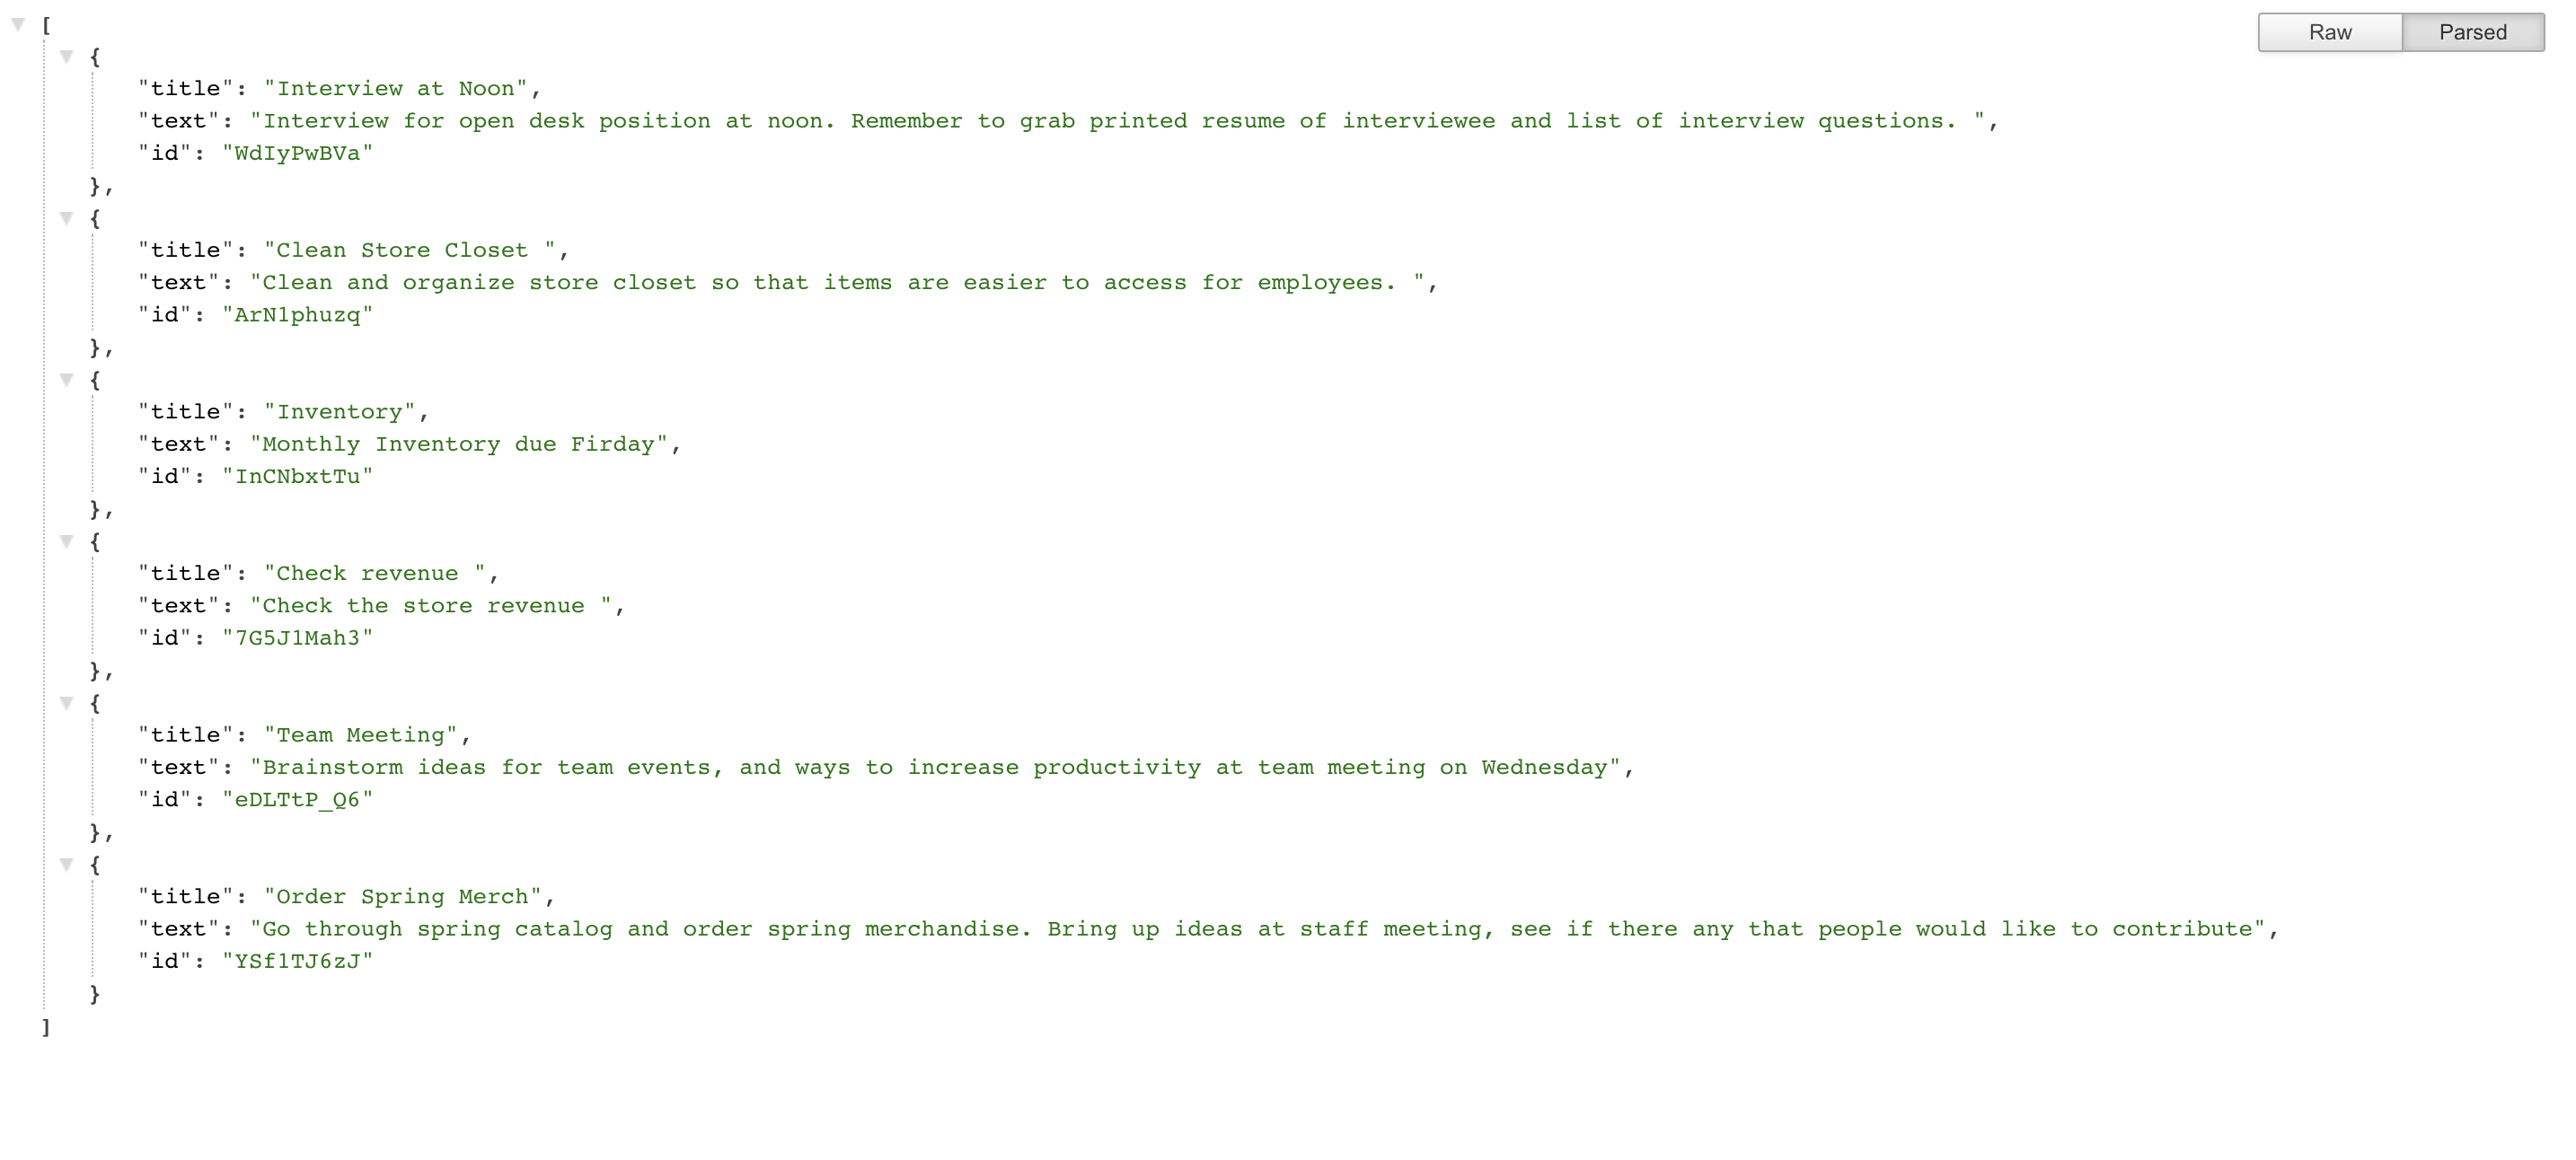 [
Raw Parsed
{
"title": "Interview at Noon",
"text": "Interview for open desk position at noon. Remember to grab printed resume of interviewee and list of interview questions. ",
"id": "WdIyPwBVa"
},
{
"title": "Clean Store Closet ",
"text": "Clean and organize store closet so that items are easier to access for employees. ",
"id": "ArN1phuzq"
},
{
"title": "Inventory",
"text": "Monthly Inventory due Firday",
"id": "InCNbxtTu"
},
{
"title": "Check revenue ",
"text": "Check the store revenue ",
"id": "7G5J1Mah3"
},
{
"title": "Team Meeting",
"text": "Brainstorm ideas for team events, and ways to increase productivity at team meeting on Wednesday",
"id": "eDLTtP_Q6"
},
{
"title": "Order Spring Merch",
"text": "Go through spring catalog and order spring merchandise. Bring up ideas at staff meeting, see if there any that people would like to contribute",
"id": "YSf1TJ6zJ"
}
]